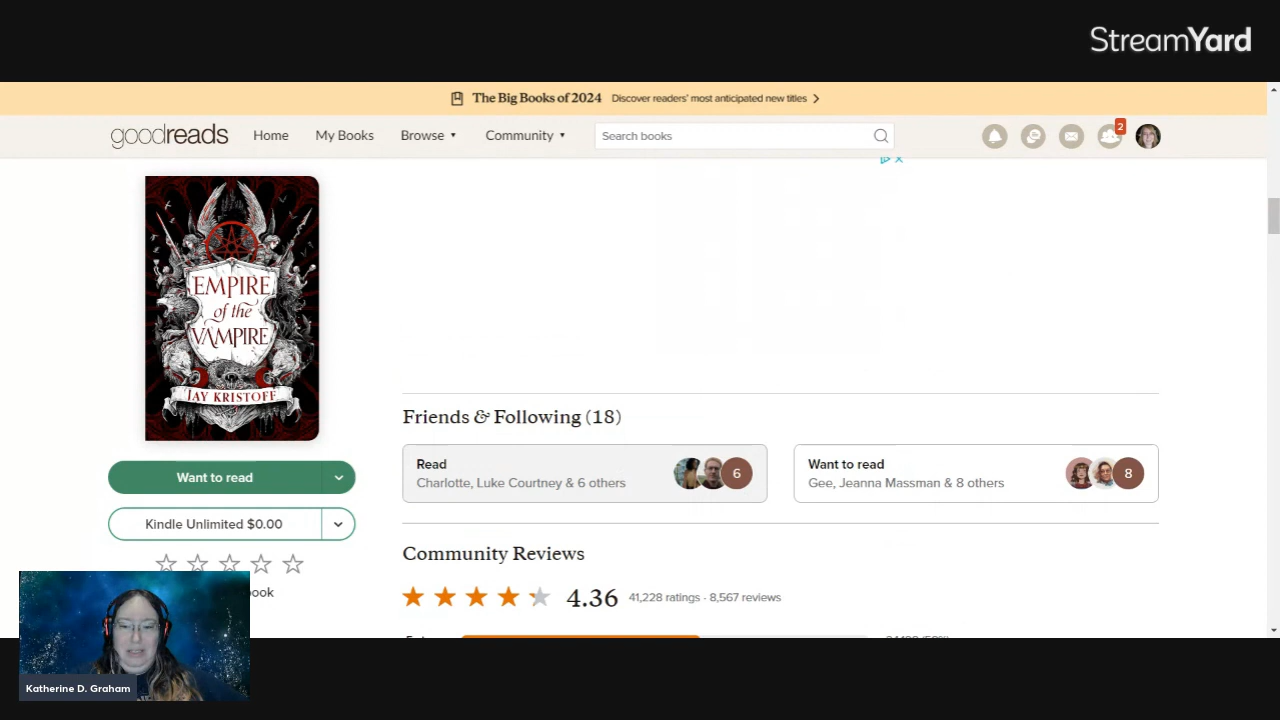 StreamYard
The Big Books of 2024 Discover readers' most anticipated new titles
goodreads Home My Books Browse Community Search books 2
EMPIRE
of the
VAMPIRE
JAY KRISTOFF
Want to read
Kindle Unlimited $0.00
ook
Friends & Following (18)
Read
Charlotte, Luke Courtney & 6 others
6
Want to read
Gee, Jeanna Massman & 8 others
8
Community Reviews
4.36 41,228 ratings · 8,567 reviews
Katherine D. Graham